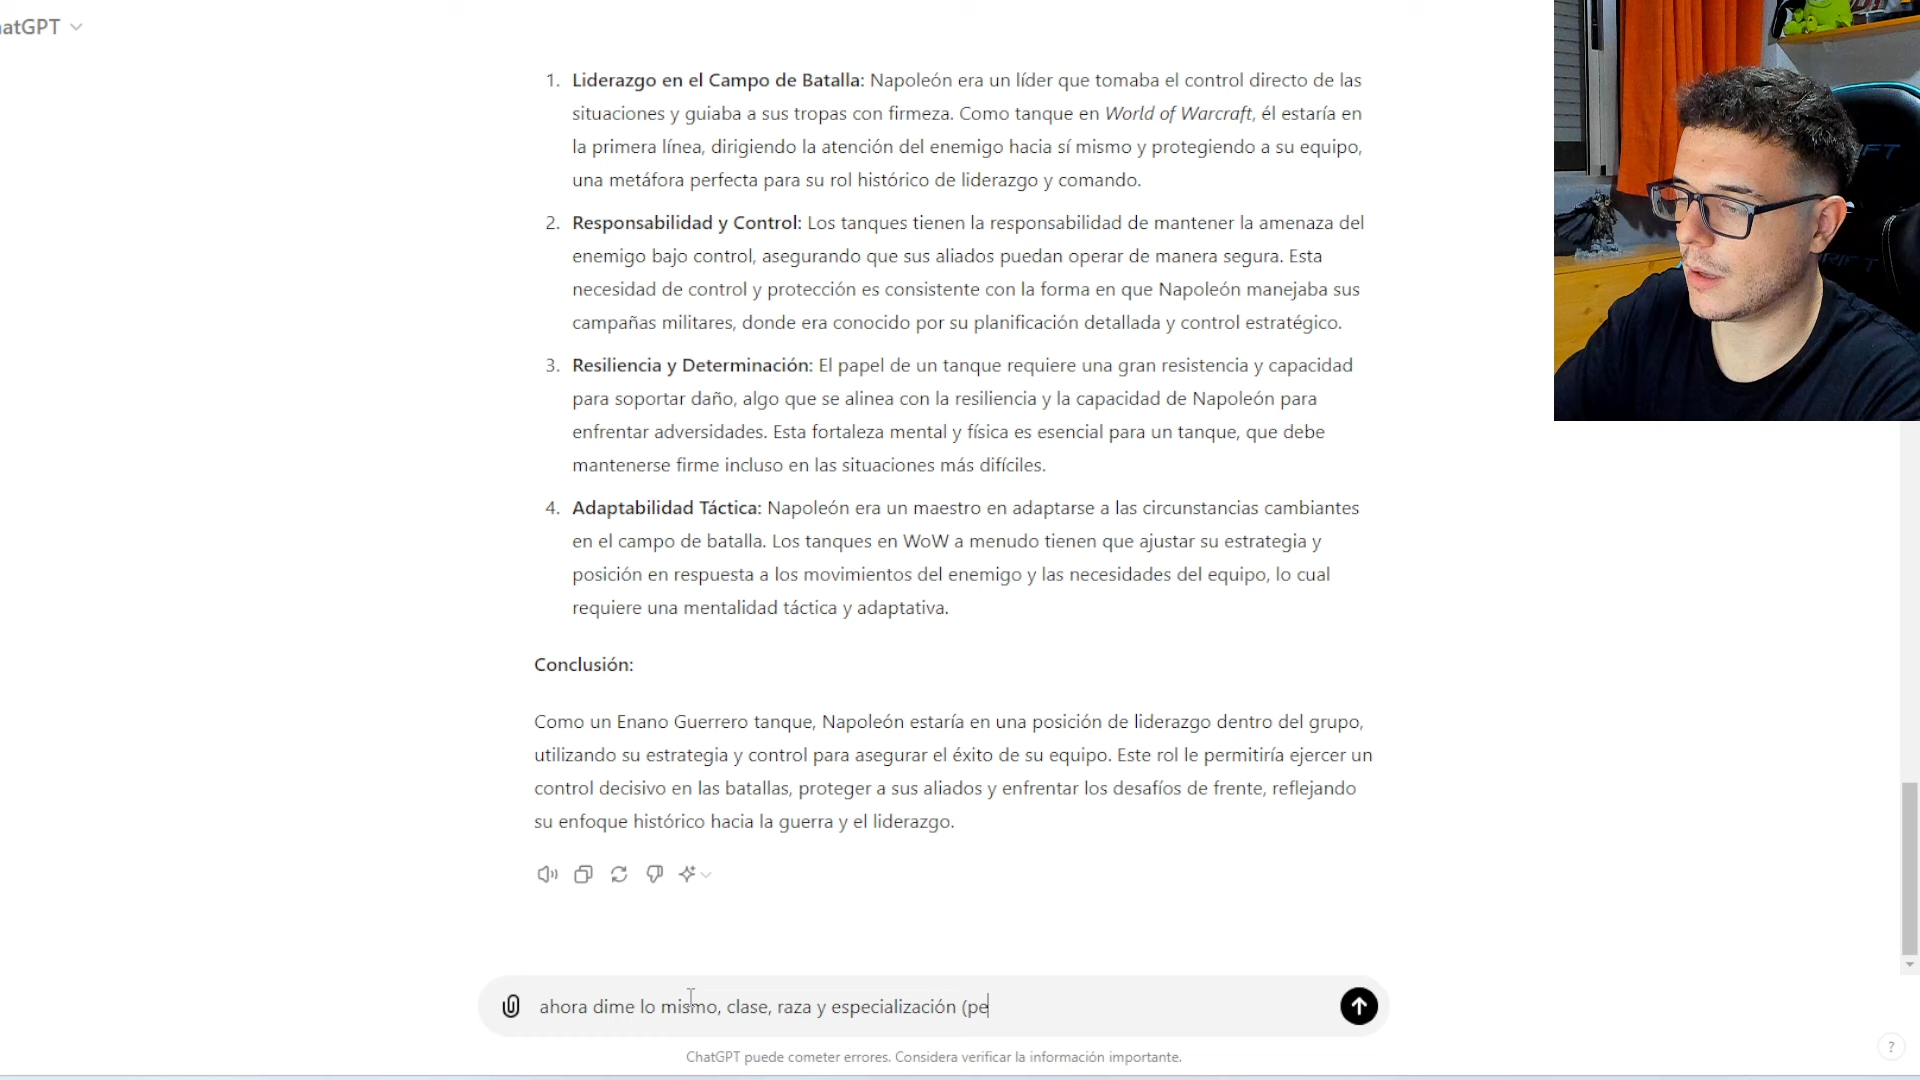 atGPT
1. Liderazgo en el Campo de Batalla: Napoleón era un líder que tomaba el control directo de las
situaciones y guiaba a sus tropas con firmeza. Como tanque en World of Warcraft, él estaría en
la primera línea, dirigiendo la atención del enemigo hacia sí mismo y protegiendo a su equipo,
una metáfora perfecta para su rol histórico de liderazgo y comando.
2. Responsabilidad y Control: Los tanques tienen la responsabilidad de mantener la amenaza del
enemigo bajo control, asegurando que sus aliados puedan operar de manera segura. Esta
necesidad de control y protección es consistente con la forma en que Napoleón manejaba sus
campañas militares, donde era conocido por su planificación detallada y control estratégico.
3. Resiliencia y Determinación: El papel de un tanque requiere una gran resistencia y capacidad
para soportar daño, algo que se alinea con la resiliencia y la capacidad de Napoleón para
enfrentar adversidades. Esta fortaleza mental y física es esencial para un tanque, que debe
mantenerse firme incluso en las situaciones más difíciles.
4. Adaptabilidad Táctica: Napoleón era un maestro en adaptarse a las circunstancias cambiantes
en el campo de batalla. Los tanques en WoW a menudo tienen que ajustar su estrategia y
posición en respuesta a los movimientos del enemigo y las necesidades del equipo, lo cual
requiere una mentalidad táctica y adaptativa.
Conclusión:
Como un Enano Guerrero tanque, Napoleón estaría en una posición de liderazgo dentro del grupo,
utilizando su estrategia y control para asegurar el éxito de su equipo. Este rol le permitiría ejercer un
control decisivo en las batallas, proteger a sus aliados y enfrentar los desafíos de frente, reflejando
su enfoque histórico hacia la guerra y el liderazgo.
ahora dime lo mismo, clase, raza y especialización (pe
ChatGPT puede cometer errores. Considera verificar la información importante.
?